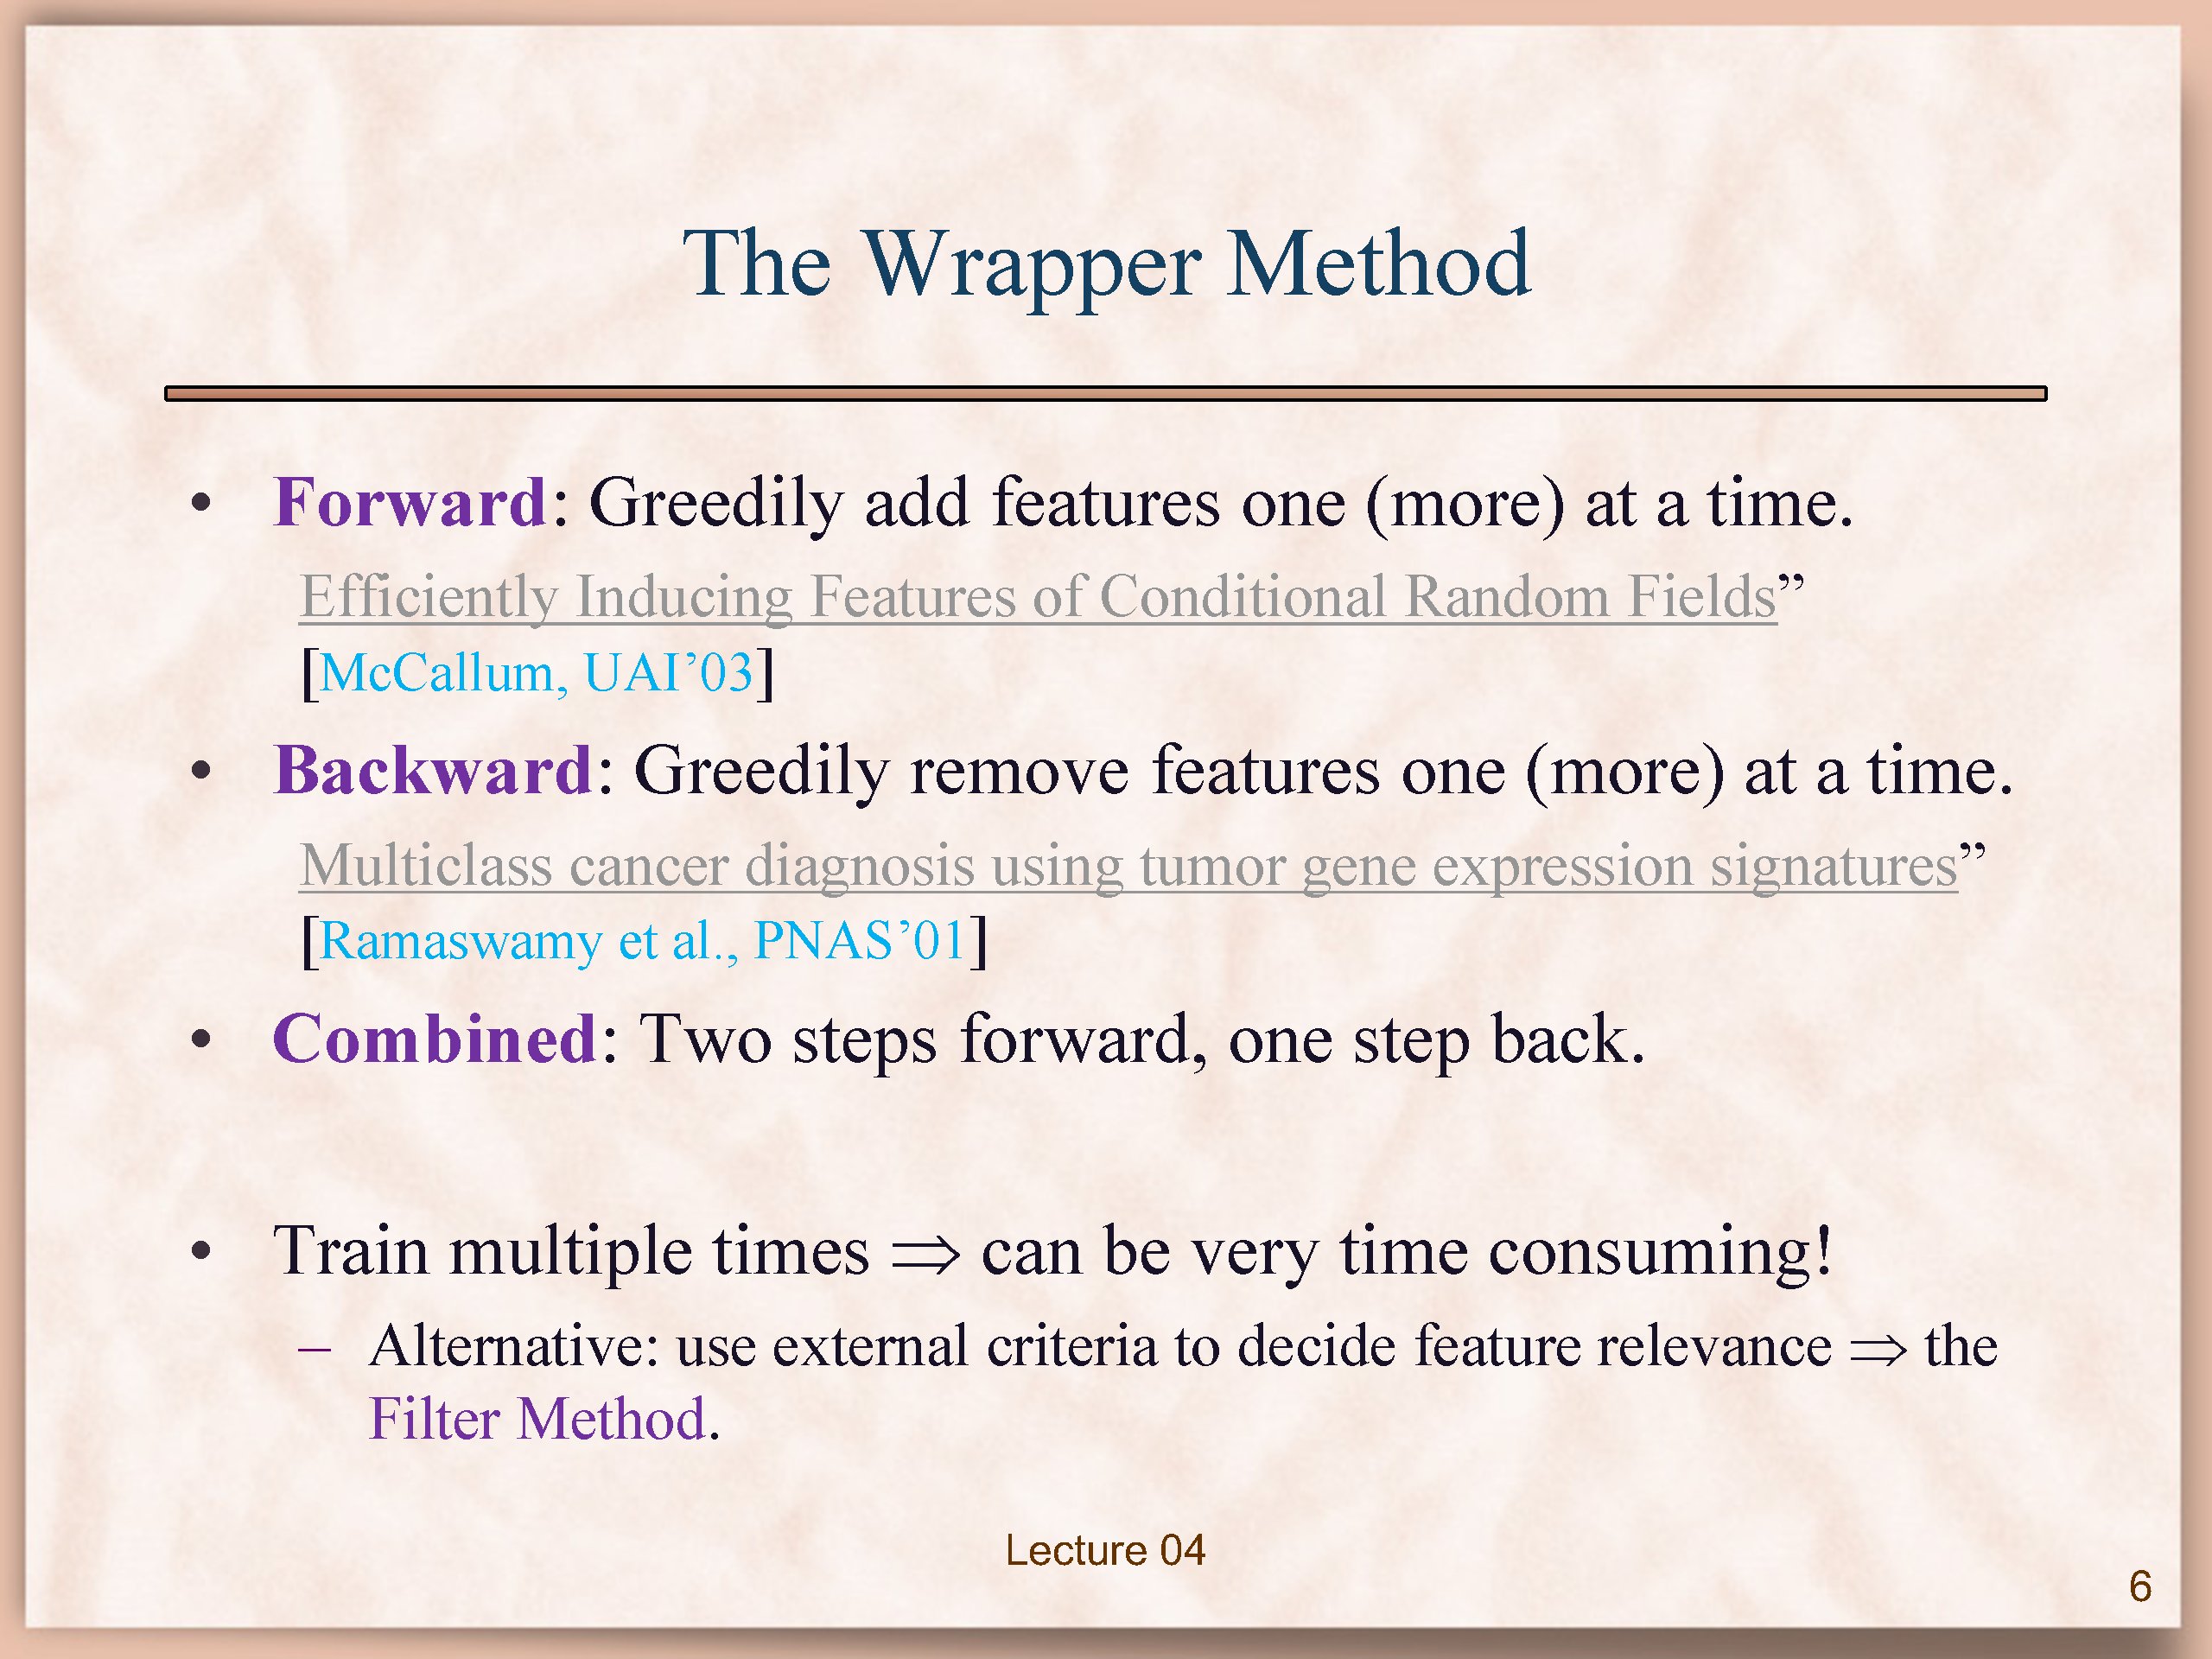 The Wrapper Method
• Forward: Greedily add features one (more) at a time.
Efficiently Inducing Features of Conditional Random Fields”
[McCallum, UAI’03]
• Backward: Greedily remove features one (more) at a time.
Multiclass cancer diagnosis using tumor gene expression signatures”
[Ramaswamy et al., PNAS’01]
• Combined: Two steps forward, one step back.
• Train multiple times ⇒ can be very time consuming!
– Alternative: use external criteria to decide feature relevance ⇒ the
Filter Method.
Lecture 04
6